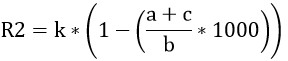 R2 = k * (1 − ((a + c)/b * 1000))